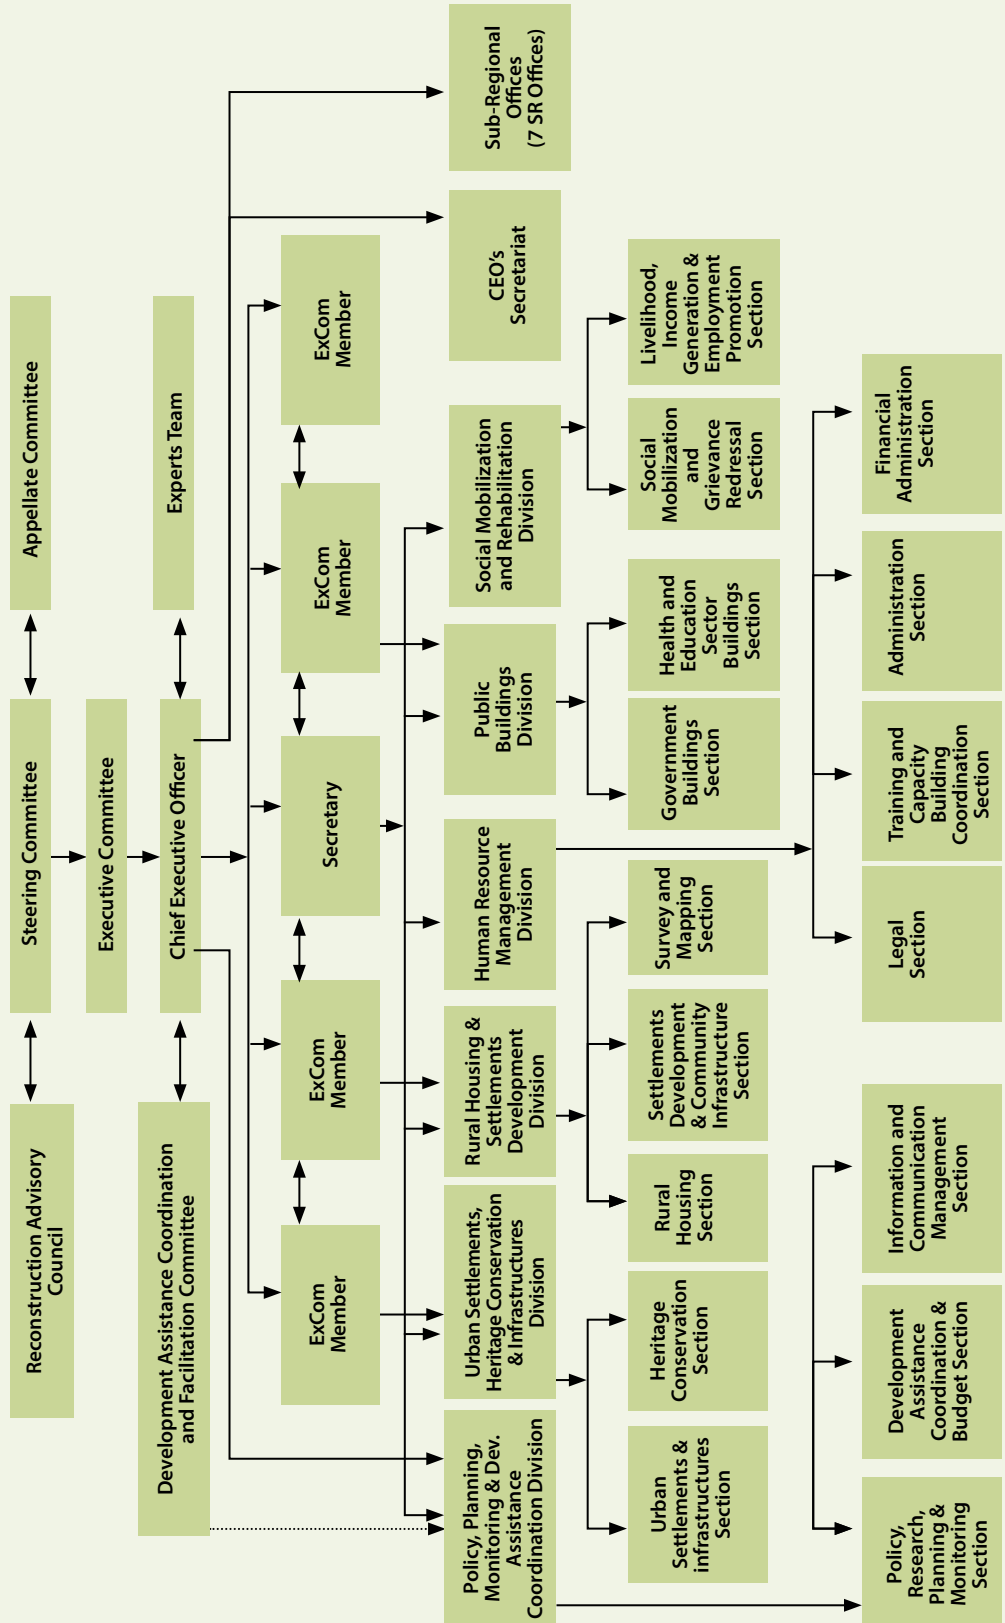 Reconstruction Advisory
Council
Steering Committee
Appellate Committee
Executive Committee
Development Assistance Coordination
and Facilitation Committee
Chief Executive Officer
Experts Team
ExCom
Member
ExCom
Member
Secretary
ExCom
Member
ExCom
Member
Policy, Planning,
Monitoring & Dev.
Assistance
Coordination Division
Urban Settlements,
Heritage Conservation
& Infrastructures
Division
Rural Housing &
Settlements
Development
Division
Human Resource
Management
Division
Public
Buildings
Division
Social Mobilization
and Rehabilitation
Division
CEO's
Secretariat
Sub-Regional
Offices
(7 SR Offices)
Urban
Settlements &
infrastructures
Section
Heritage
Conservation
Section
Rural
Housing
Section
Settlements
Development
& Community
Infrastructure
Section
Survey and
Mapping
Section
Government
Buildings
Section
Health and
Education
Sector
Buildings
Section
Social
Mobilization
and
Grievance
Redressal
Section
Livelihood,
Income
Generation &
Employment
Promotion
Section
Policy,
Research,
Planning &
Monitoring
Section
Development
Assistance
Coordination &
Budget Section
Information and
Communication
Management
Section
Legal
Section
Training and
Capacity
Building
Coordination
Section
Administration
Section
Financial
Administration
Section